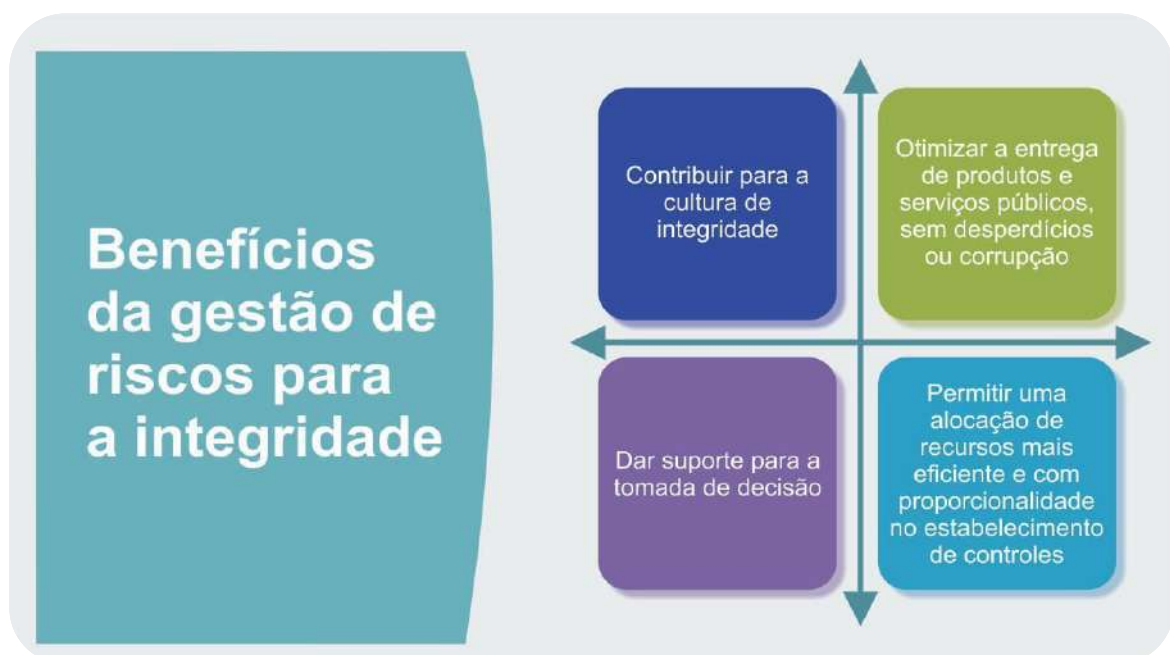 Benefícios
da gestão de
riscos para
a integridade
Contribuir para a
cultura de
integridade
Otimizar a entrega
de produtos e
serviços públicos,
sem desperdícios
ou corrupção
Dar suporte para a
tomada de decisão
Permitir uma
alocação de
recursos mais
eficiente e com
proporcionalidade
no estabelecimento
de controles